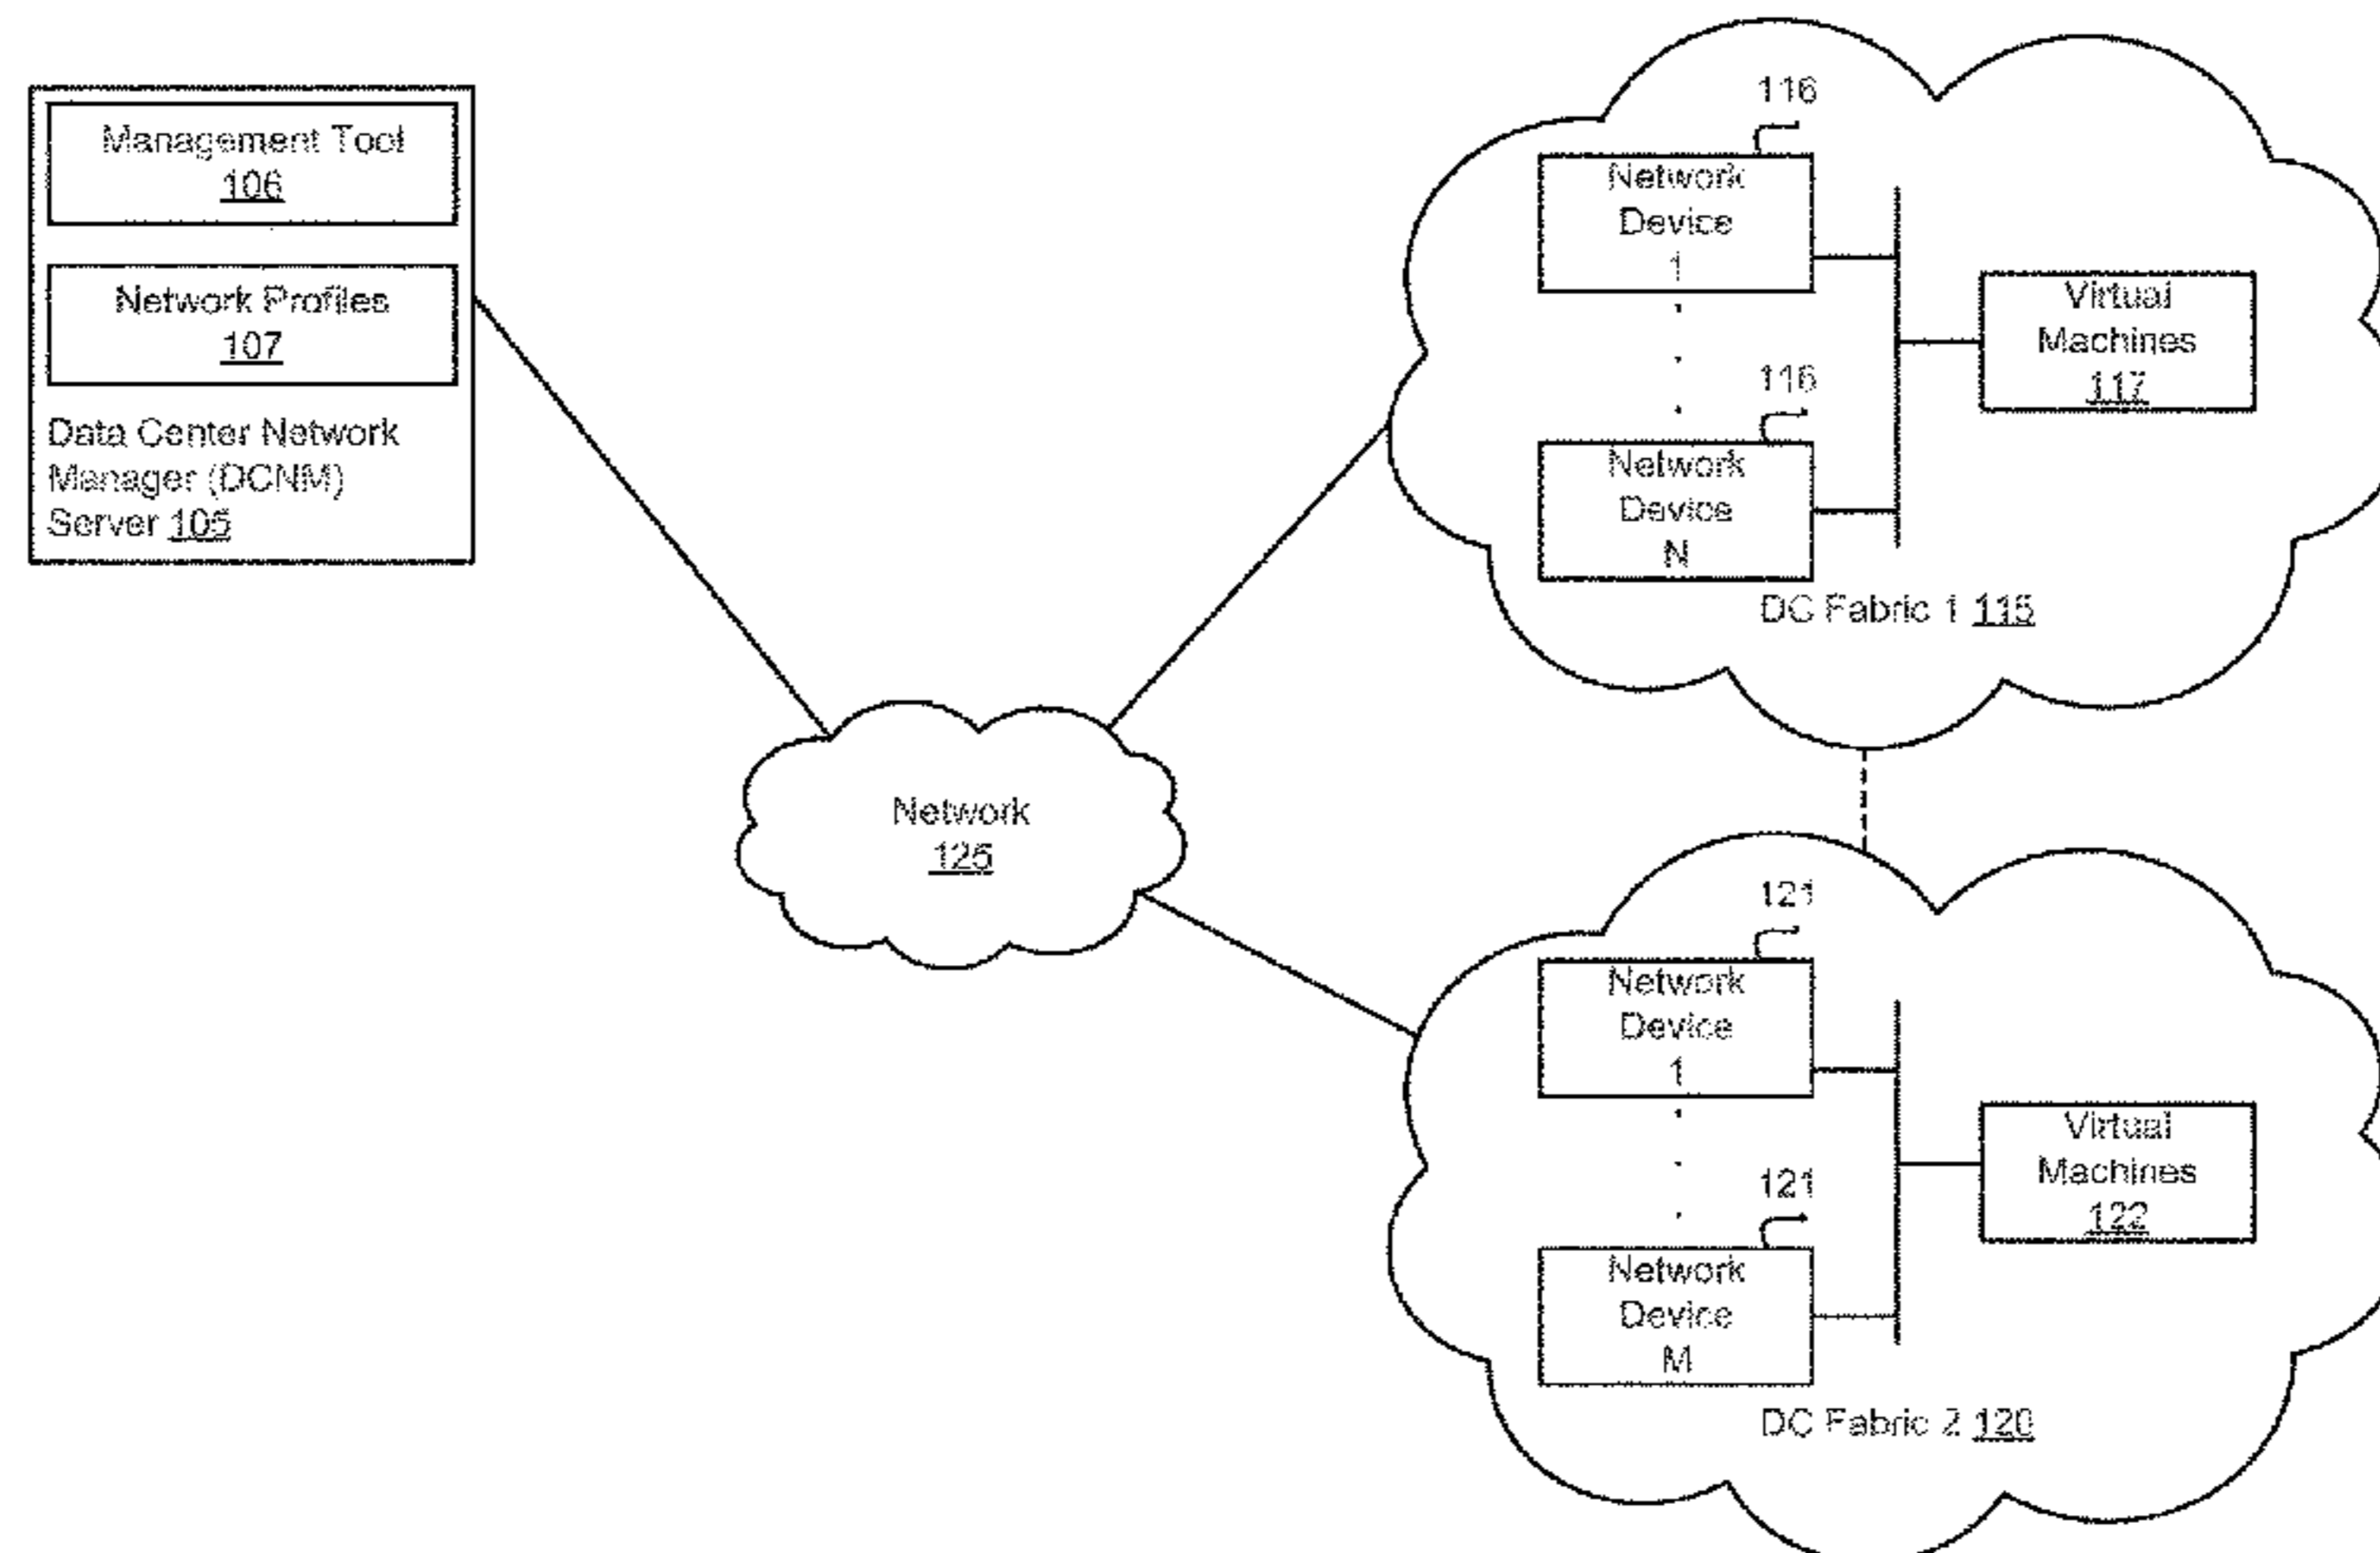 Management Tool
106
Network Profiles
107
Data Center Network
Manager (DCNM)
Server 105
Network
125
116
Network
Device
1
116
Network
Device
N
Virtual
Machines
117
DC Fabric 1 115
121
Network
Device
1
121
Network
Device
M
Virtual
Machines
122
DC Fabric 2 120